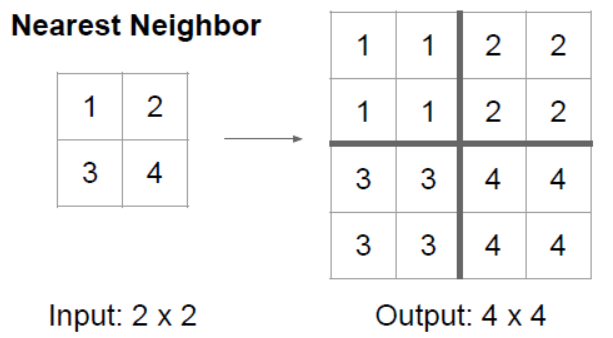 Nearest Neighbor
1 2
3 4
1 1 2 2
1 1 2 2
3 3 4 4
3 3 4 4
Input: 2 x 2
Output: 4 x 4